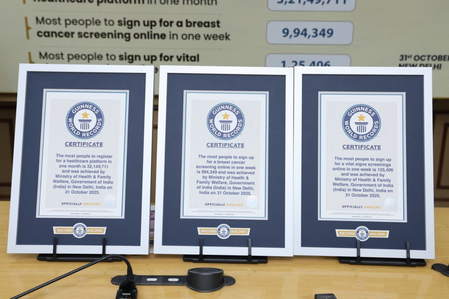 healthcare platform in one month
3,21,49,711
Most people to sign up for a breast
cancer screening online in one week
9,94,349
Most people to sign up for vital
1,25,406
31ST OCTOBER
NEW DELHI
GUINNESS
WORLD RECORDS
CERTIFICATE
The most people to register
for a healthcare platform in
one month is 32,149,711
and was achieved by
Ministry of Health & Family
Welfare, Government of India
(India) in New Delhi, India on
31 October 2025
OFFICIALLY AMAZING
GUINNESS
WORLD RECORDS
CERTIFICATE
The most people to sign up
for a breast cancer
screening online in one week
is 994,349 and was achieved by
Ministry of Health & Family
Welfare, Government of
India (India) in New Delhi, India
on 31 October 2025
OFFICIALLY AMAZING
GUINNESS
WORLD RECORDS
CERTIFICATE
The most people to sign up
for a vital signs screenings
online in one week is 125,406
and was achieved by
Ministry of Health & Family
Welfare, Government of India
(India) in New Delhi, India on
31 October 2025
OFFICIALLY AMAZING